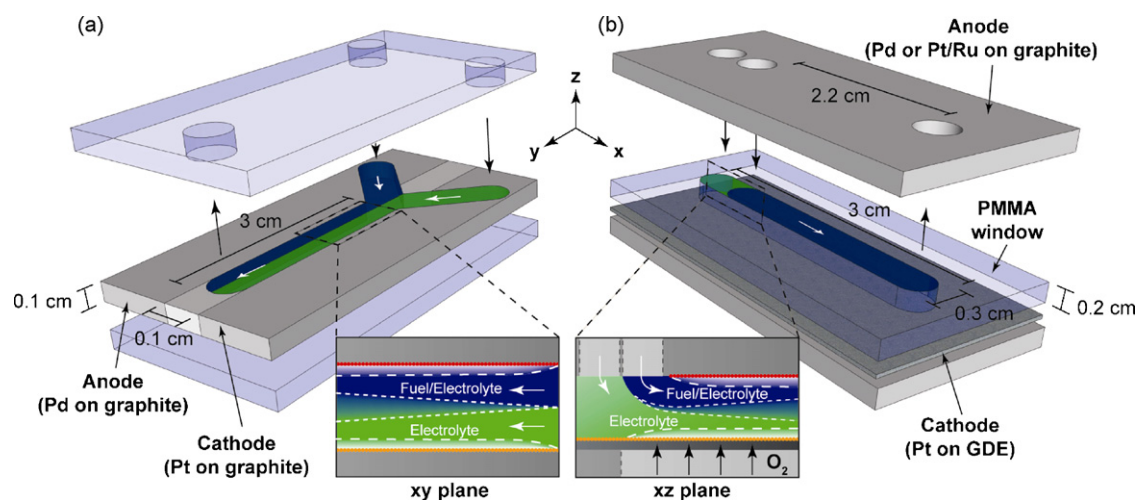 (a)
3 cm
0.1 cm
0.1 cm
Anode
(Pd on graphite)
Cathode
(Pt on graphite)
Fuel/Electrolyte
Electrolyte
xy plane
z
y
x
(b)
Anode
(Pd or Pt/Ru on graphite)
2.2 cm
3 cm
PMMA
window
0.3 cm
0.2 cm
Cathode
(Pt on GDE)
Fuel/Electrolyte
Electrolyte
O₂
xz plane